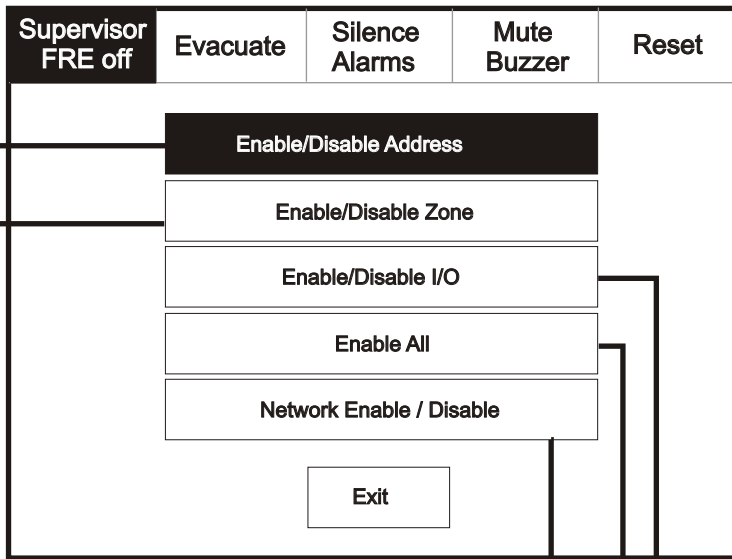 Supervisor
FRE off
Evacuate
Silence
Alarms
Mute
Buzzer
Reset
Enable/Disable Address
Enable/Disable Zone
Enable/Disable I/O
Enable All
Network Enable / Disable
Exit